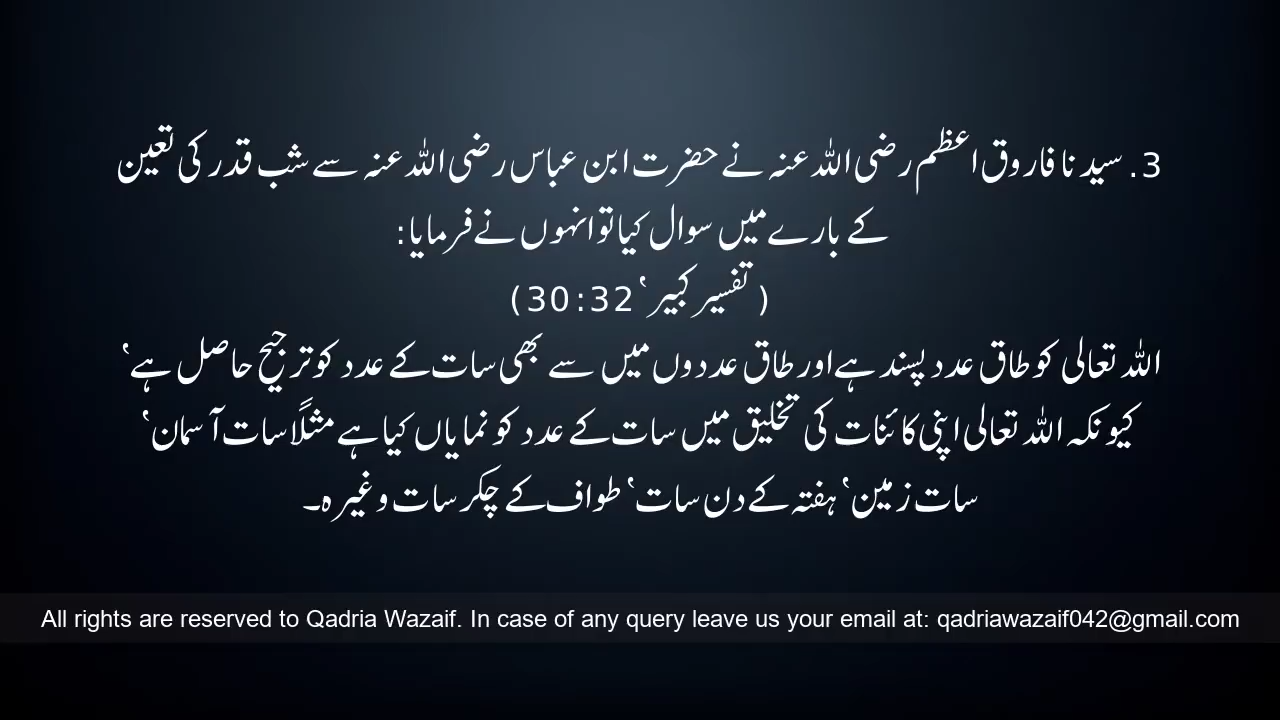 3. سیدنا فاروق اعظم رضی اللہ عنہ نے حضرت ابن عباس رضی اللہ عنہ سے شب قدر کی تعین
کے بارے میں سوال کیا تو انہوں نے فرمایا:
( تفسیر کبیر ‛ 30:32)
اللہ تعالی کو طاق عدد پسند ہے اور طاق عددوں میں سے بھی سات کے عدد کو ترجیح حاصل ہے‛
کیونکہ اللہ تعالی اپنی کائنات کی تخلیق میں سات کے عدد کو نمایاں کیا ہے مثلًا سات آسمان‛
سات زمین‛ ہفتہ کے دن سات‛ طواف کے چکر سات وغیرہ۔
All rights are reserved to Qadria Wazaif. In case of any query leave us your email at: qadriawazaif042@gmail.com